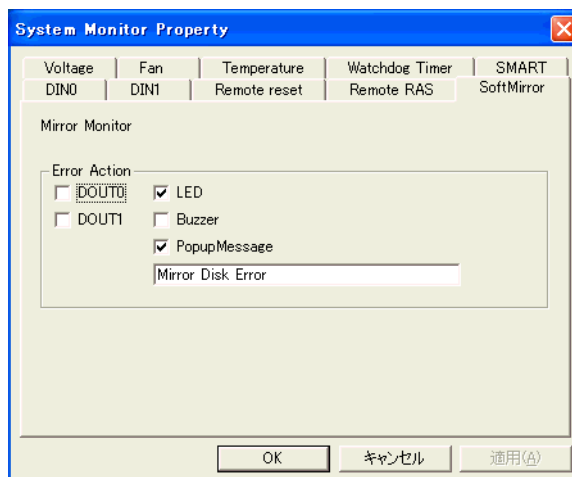 System Monitor Property
Voltage Fan Temperature Watchdog Timer SMART
DIN0 DIN1 Remote reset Remote RAS SoftMirror
Mirror Monitor
Error Action
DOUT0 LED
DOUT1 Buzzer
PopupMessage
Mirror Disk Error
OK キャンセル 適用(A)